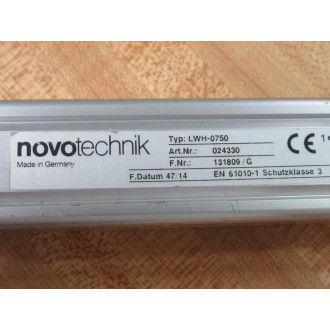 novotechnik
Made in Germany
Typ: LWH-0750
Art.Nr.: 024330
F.Nr.: 131809/G
F.Datum 47/14
EN 61010-1 Schutzklasse 3
CE